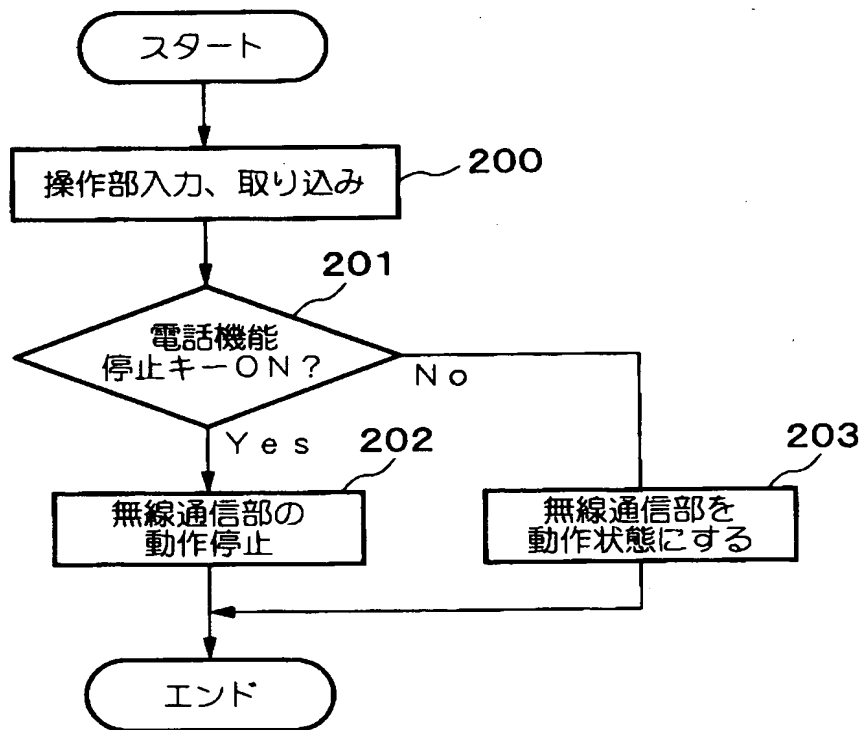 スタート
操作部入力、取り込み
200
201
電話機能
停止キーON？
No
Yes
202
無線通信部の
動作停止
203
無線通信部を
動作状態にする
エンド